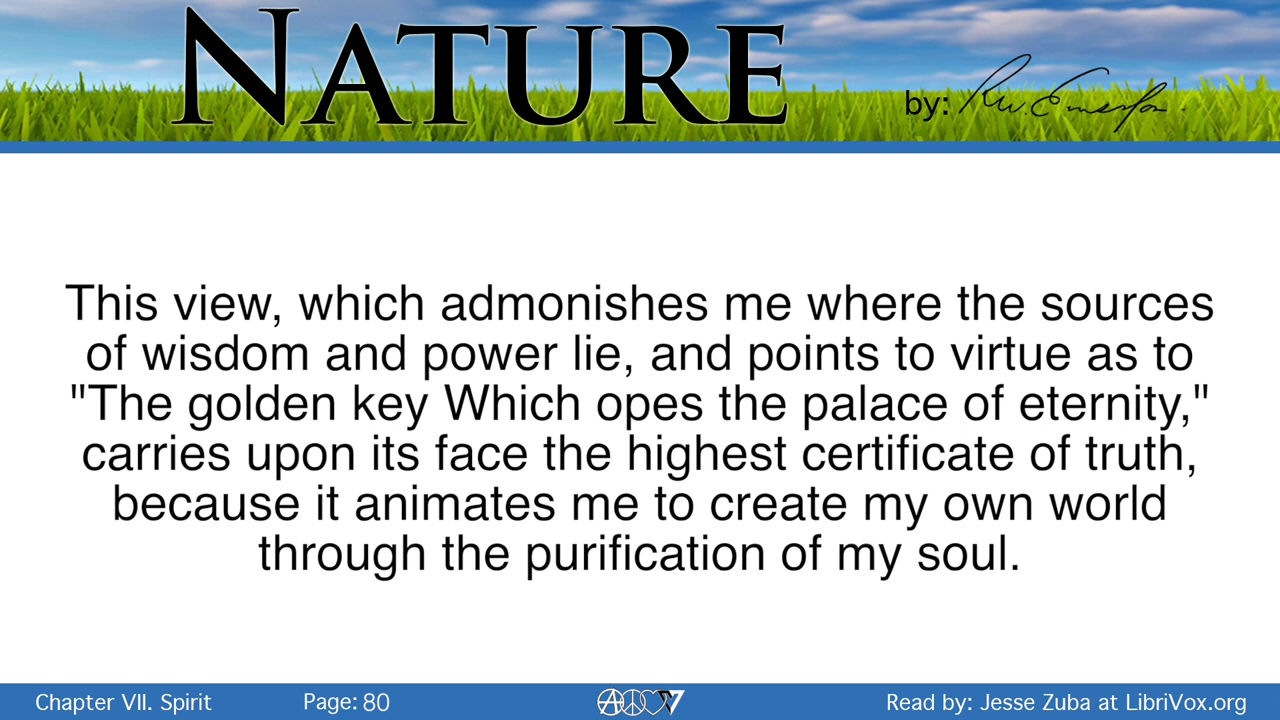 NATURE
by: R.W. Emerson.
This view, which admonishes me where the sources
of wisdom and power lie, and points to virtue as to
"The golden key Which opes the palace of eternity,"
carries upon its face the highest certificate of truth,
because it animates me to create my own world
through the purification of my soul.
Chapter VII. Spirit
Page: 80
Read by: Jesse Zuba at LibriVox.org